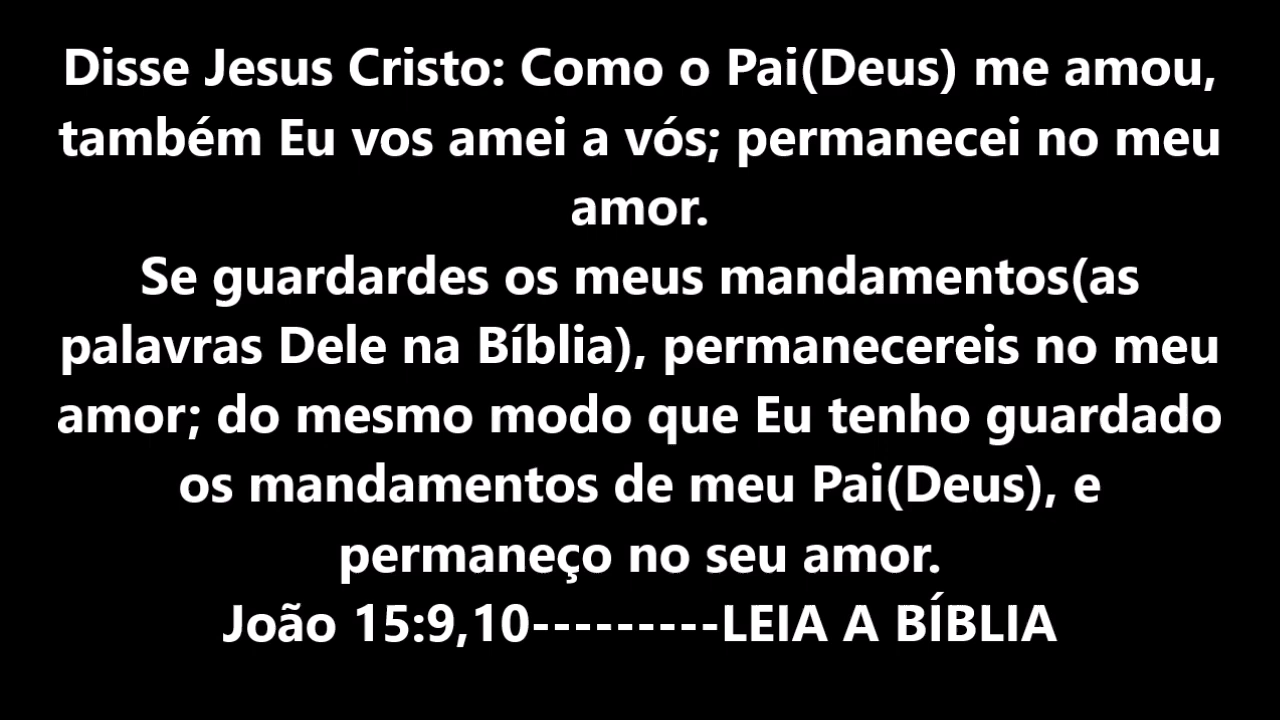 Disse Jesus Cristo: Como o Pai(Deus) me amou,
também Eu vos amei a vós; permanecei no meu
amor.
Se guardardes os meus mandamentos(as
palavras Dele na Bíblia), permanecereis no meu
amor; do mesmo modo que Eu tenho guardado
os mandamentos de meu Pai(Deus), e
permaneço no seu amor.
João 15:9,10---------LEIA A BÍBLIA